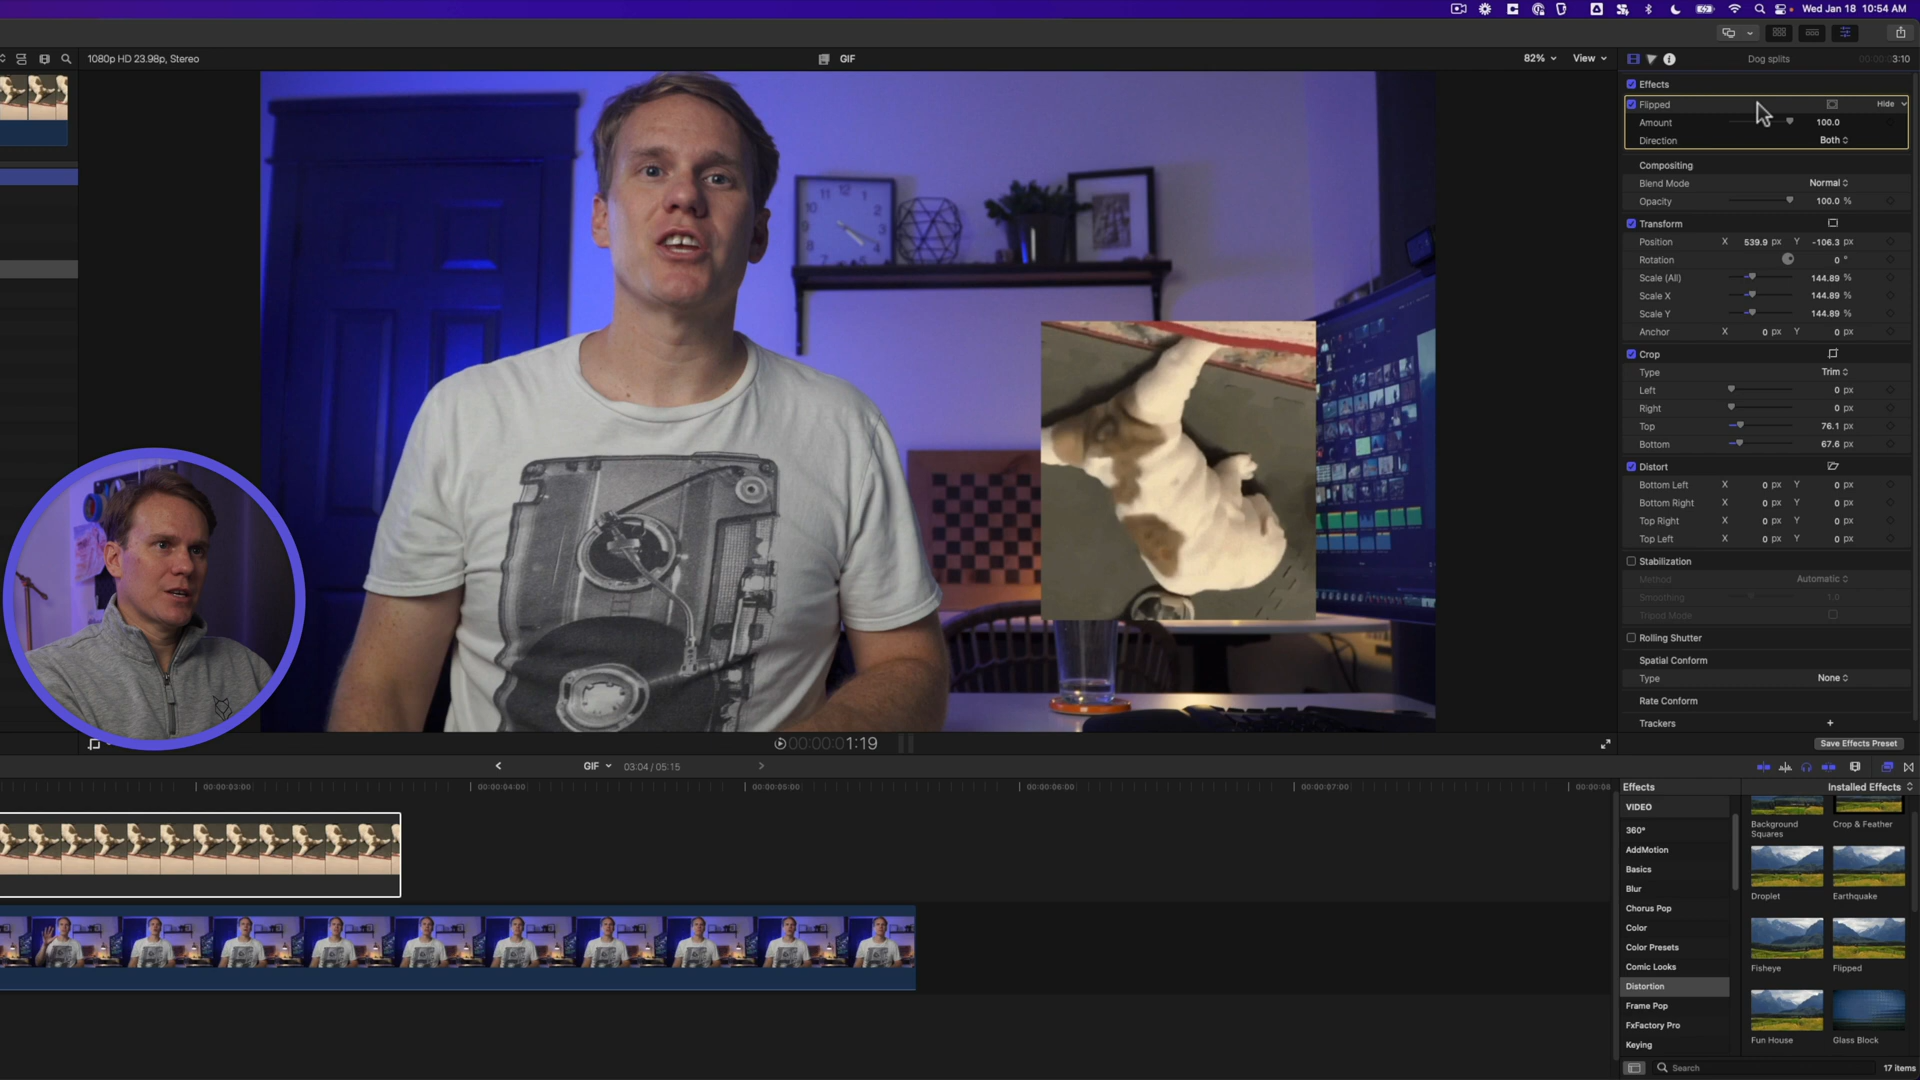 Wed Jan 18 10:54 AM
1080p HD 23.98p, Stereo
GIF
82%
View
Dog splits
3:10
Effects
Flipped
Hide
Amount
100.0
Direction
Both
Compositing
Blend Mode
Normal
Opacity
100.0 %
Transform
Position
X 539.9 px Y -106.3 px
Rotation
0 °
Scale (All)
144.89 %
Scale X
144.89 %
Scale Y
144.89 %
Anchor
X 0 px Y 0 px
Crop
Type
Trim
Left
0 px
Right
0 px
Top
76.1 px
Bottom
67.6 px
Distort
Bottom Left
X 0 px Y 0 px
Bottom Right
X 0 px Y 0 px
Top Right
X 0 px Y 0 px
Top Left
X 0 px Y 0 px
Stabilization
Method
Automatic
Smoothing
1.0
Tripod Mode
Rolling Shutter
Spatial Conform
Type
None
Rate Conform
Trackers
Save Effects Preset
00:00:01:19
GIF
03:04 / 05:15
00:00:03:00
00:00:04:00
00:00:05:00
00:00:06:00
00:00:07:00
00:00:08
Effects
Installed Effects
VIDEO
360°
AddMotion
Basics
Blur
Chorus Pop
Color
Color Presets
Comic Looks
Distortion
Frame Pop
FxFactory Pro
Keying
Background
Squares
Crop & Feather
Droplet
Earthquake
Fisheye
Flipped
Fun House
Glass Block
Search
17 items